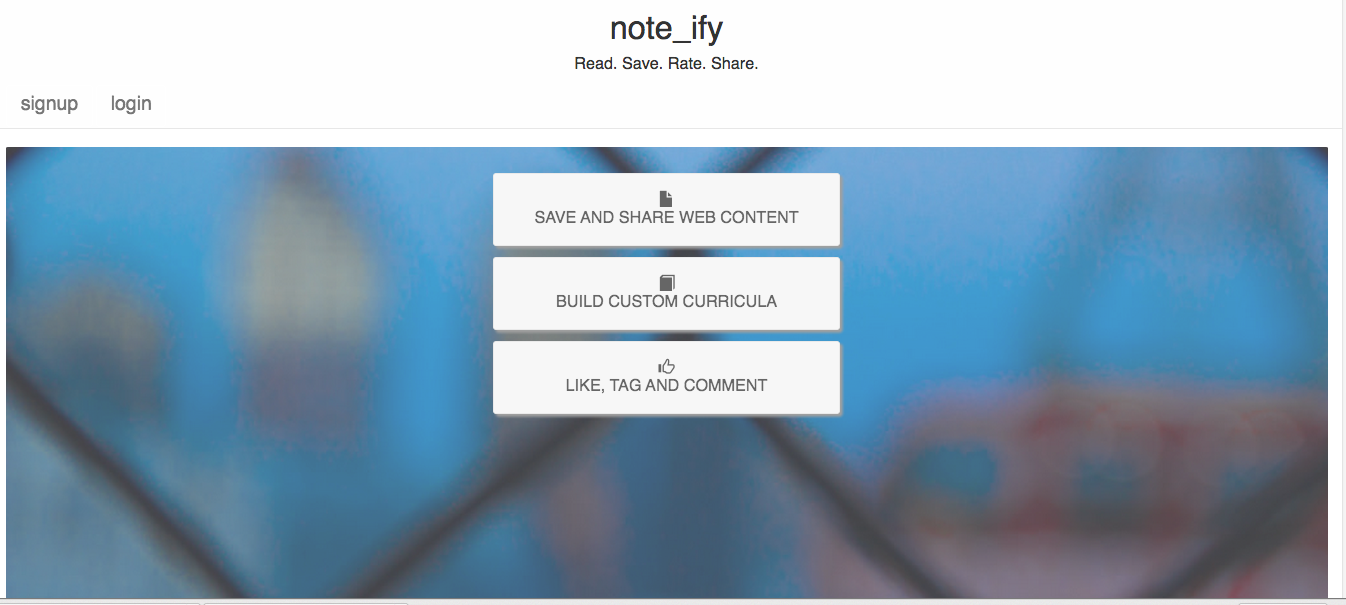 note_ify
Read. Save. Rate. Share.
signup login
SAVE AND SHARE WEB CONTENT
BUILD CUSTOM CURRICULA
LIKE, TAG AND COMMENT